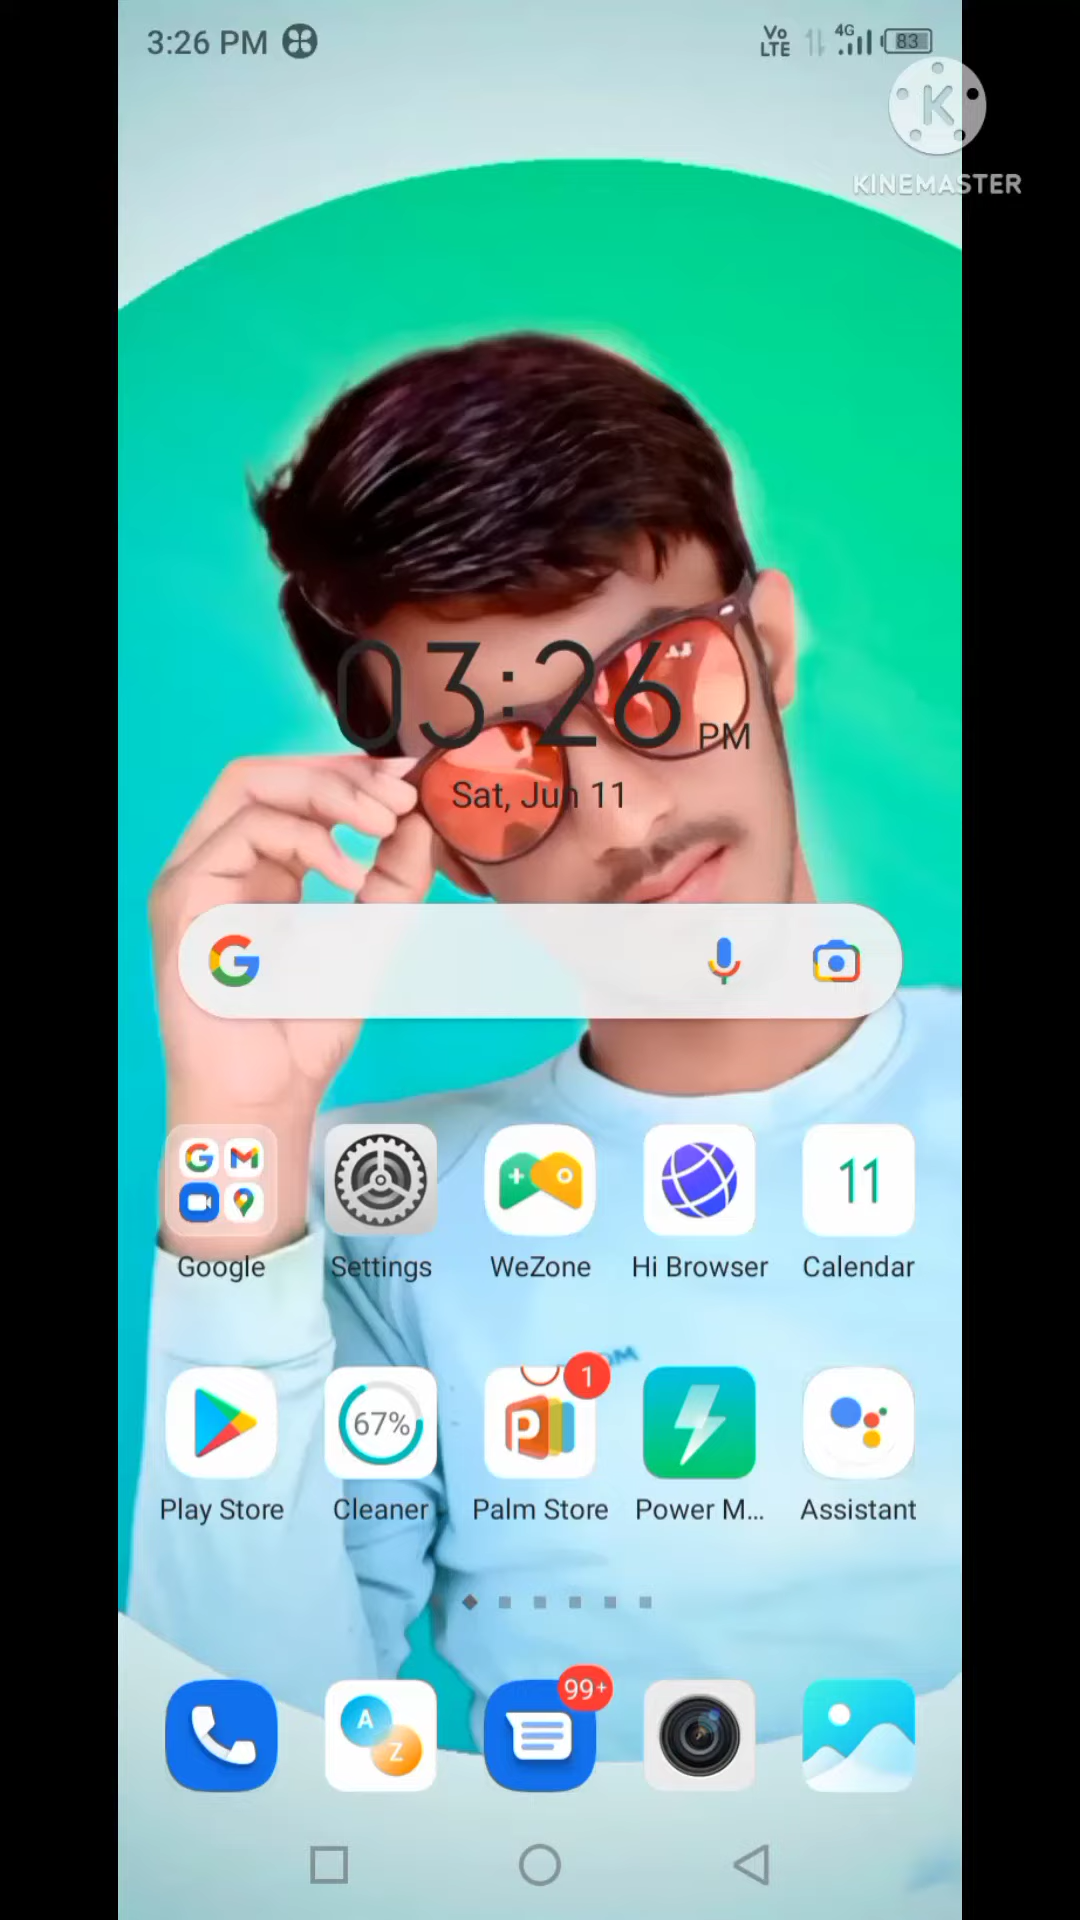 3:26 PM
Vo LTE 4G 83
K
KINEMASTER
03:26 PM
Sat, Jun 11
11
Google Settings WeZone Hi Browser Calendar
67% 1
P
Play Store Cleaner Palm Store Power M... Assistant
99+
A
Z